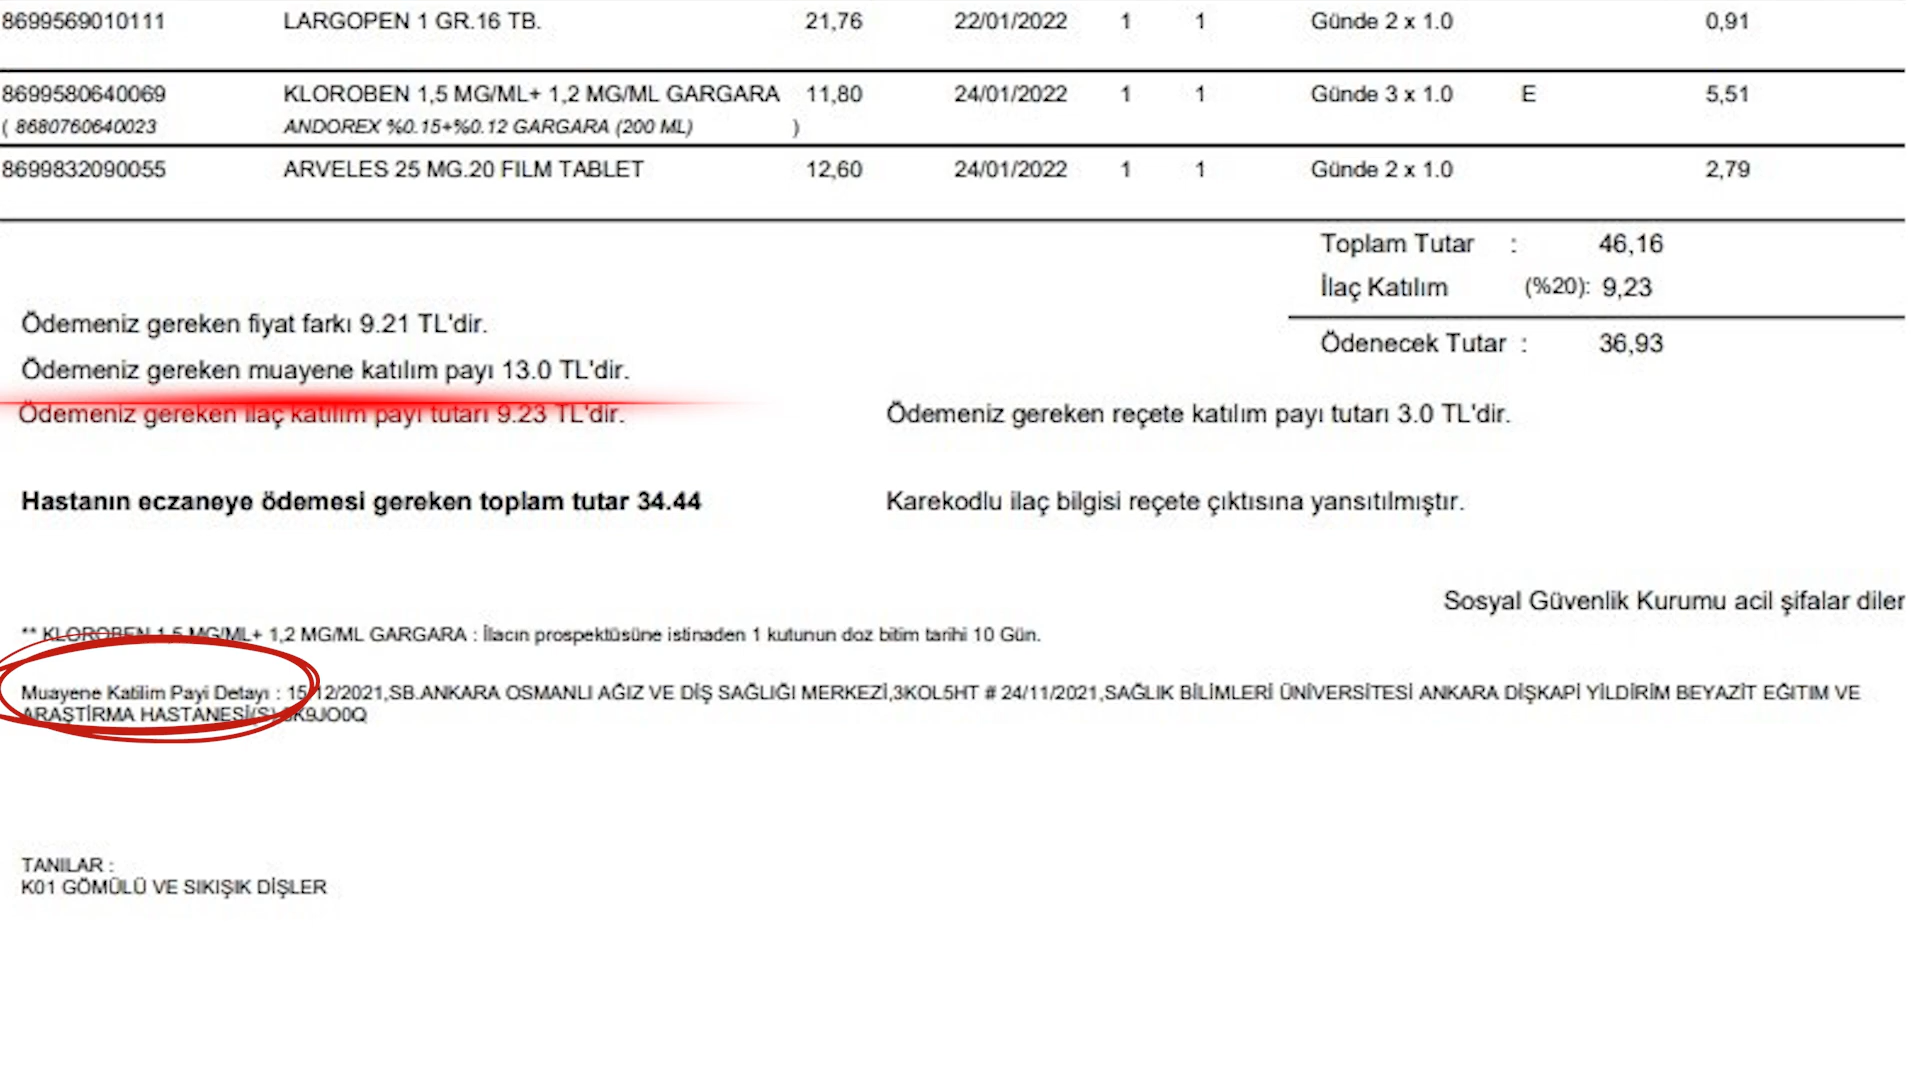 8699569010111 LARGOPEN 1 GR.16 TB. 21,76 22/01/2022 1 1 Günde 2 x 1.0 0,91
8699580640069 KLOROBEN 1,5 MG/ML+ 1,2 MG/ML GARGARA 11,80 24/01/2022 1 1 Günde 3 x 1.0 E 5,51
( 8680760640023 ANDOREX %0.15+%0.12 GARGARA (200 ML) )
8699832090055 ARVELES 25 MG.20 FILM TABLET 12,60 24/01/2022 1 1 Günde 2 x 1.0 2,79
Toplam Tutar : 46,16
İlaç Katılım (%20): 9,23
Ödenecek Tutar : 36,93
Ödemeniz gereken fiyat farkı 9.21 TL'dir.
Ödemeniz gereken muayene katılım payı 13.0 TL'dir.
Ödemeniz gereken ilaç katılım payı tutarı 9.23 TL'dir. Ödemeniz gereken reçete katılım payı tutarı 3.0 TL'dir.
Hastanın eczaneye ödemesi gereken toplam tutar 34.44 Karekodlu ilaç bilgisi reçete çıktısına yansıtılmıştır.
Sosyal Güvenlik Kurumu acil şifalar diler
** KLOROBEN 1,5 MG/ML+ 1,2 MG/ML GARGARA : İlacın prospektüsüne istinaden 1 kutunun doz bitim tarihi 10 Gün.
Muayene Katilim Payi Detayı : 15/12/2021,SB.ANKARA OSMANLI AĞIZ VE DİŞ SAĞLIĞI MERKEZİ,3KOL5HT # 24/11/2021,SAĞLIK BİLİMLERİ ÜNİVERSİTESİ ANKARA DİŞKAPİ YİLDİRİM BEYAZİT EĞITIM VE
ARAŞTİRMA HASTANESİ(S)
TANILAR :
K01 GÖMÜLÜ VE SIKIŞIK DİŞLER